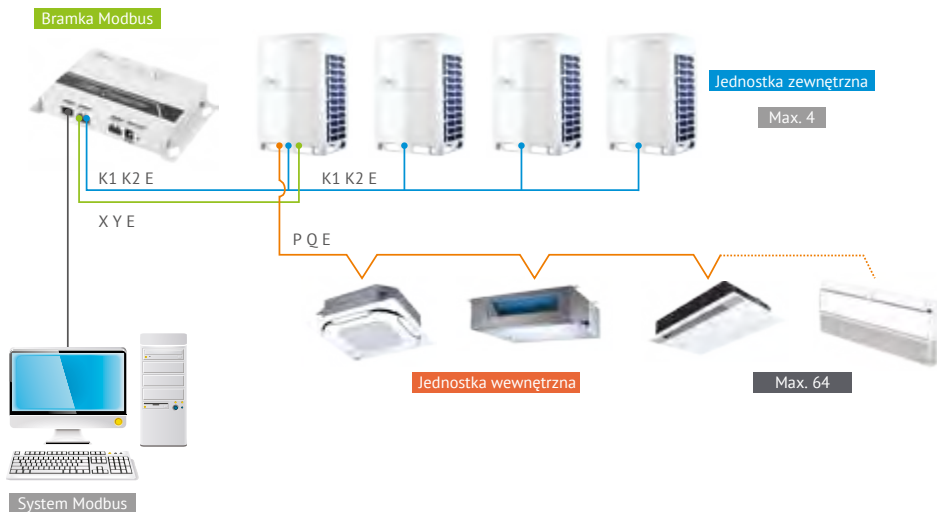 Bramka Modbus
Jednostka zewnętrzna
Max. 4
K1 K2 E
K1 K2 E
X Y E
P Q E
Jednostka wewnętrzna
Max. 64
System Modbus